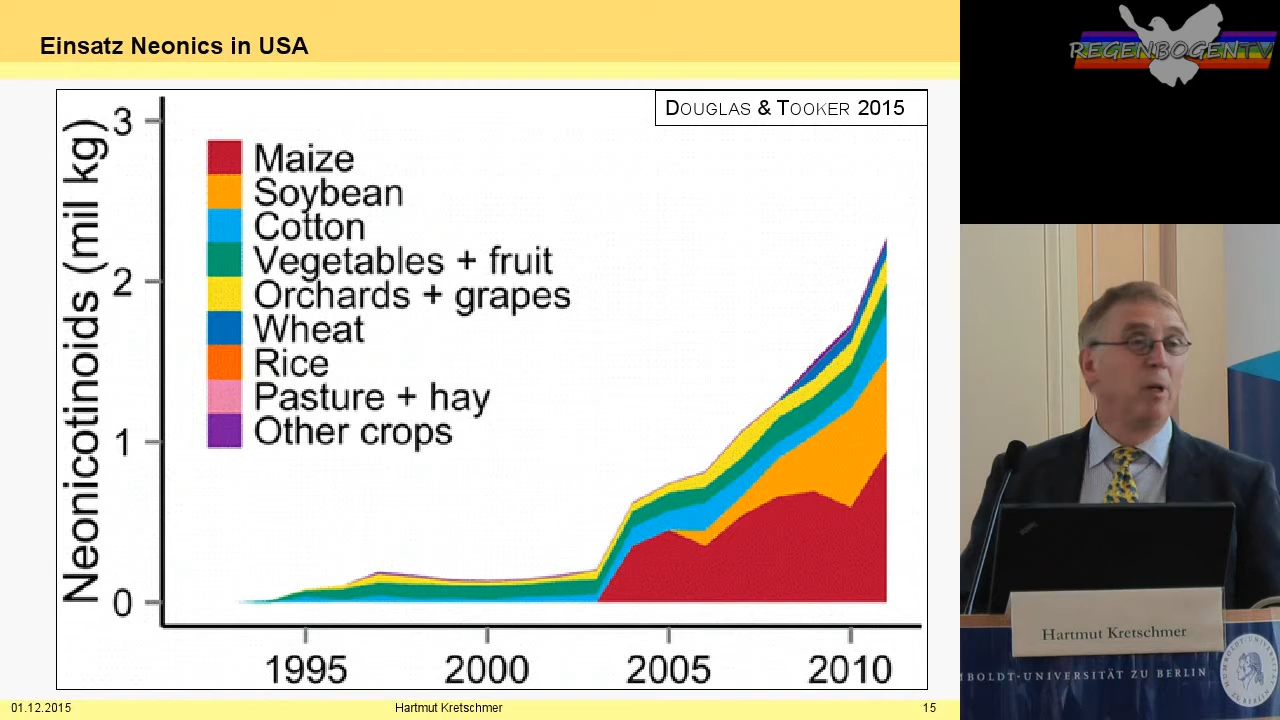 Einsatz Neonics in USA
DOUGLAS & TOOKER 2015
Neonicotinoids (mil kg)
3
2
1
0
Maize
Soybean
Cotton
Vegetables + fruit
Orchards + grapes
Wheat
Rice
Pasture + hay
Other crops
1995
2000
2005
2010
01.12.2015
Hartmut Kretschmer
15
REGENBOGENTV
Hartmut Kretschmer
BOLDT-UNIVERSITÄT ZU BERLIN